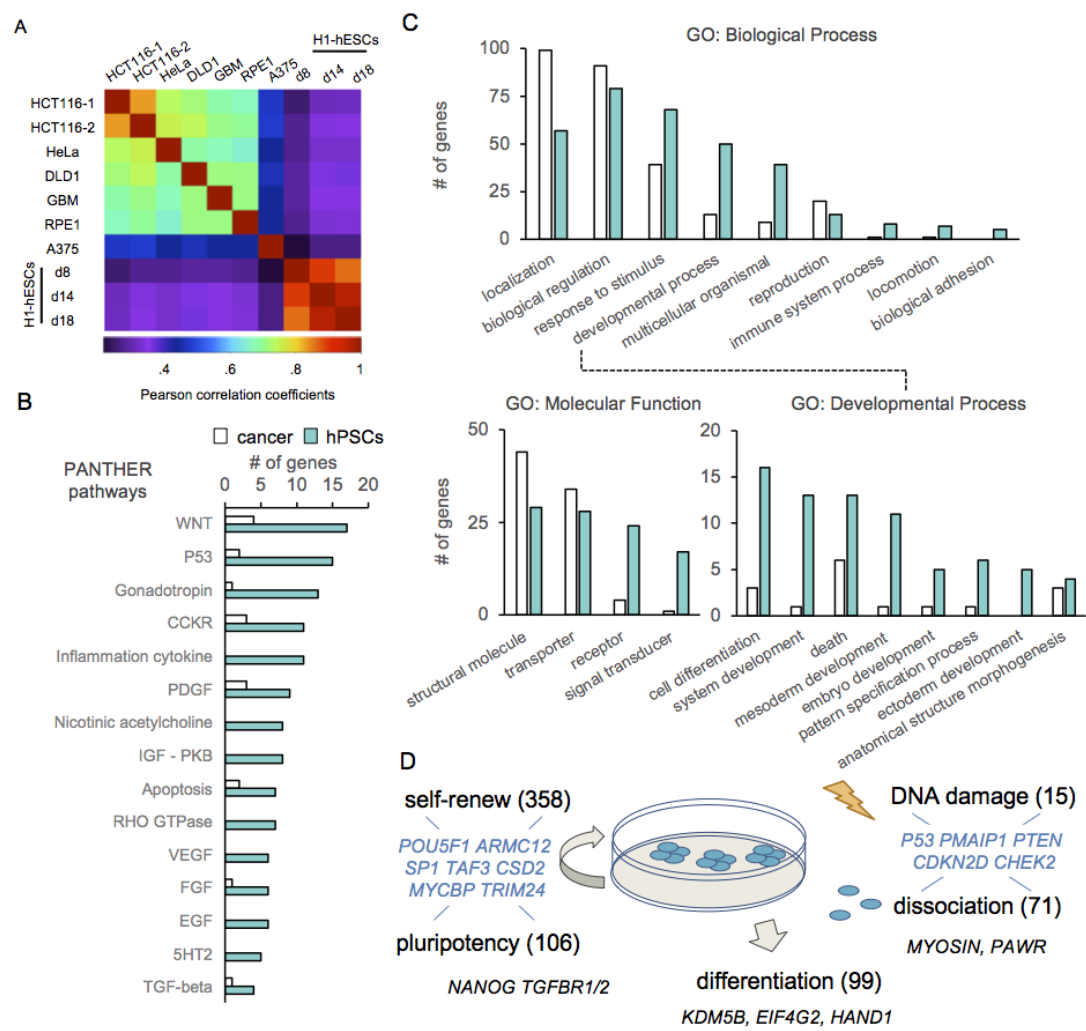 A
H1-hESCs
HCT116-1
HCT116-2
HeLa
DLD1
GBM
RPE1
A375
d8
d14
d18
HCT116-1
HCT116-2
HeLa
DLD1
GBM
RPE1
A375
d8
d14
d18
H1-hESCs
.4 .6 .8 1
Pearson correlation coefficients
B
cancer hPSCs
PANTHER
pathways
# of genes
0 5 10 15 20
WNT
P53
Gonadotropin
CCKR
Inflammation cytokine
PDGF
Nicotinic acetylcholine
IGF - PKB
Apoptosis
RHO GTPase
VEGF
FGF
EGF
5HT2
TGF-beta
C
GO: Biological Process
# of genes
100
75
50
25
0
localization
biological regulation
response to stimulus
developmental process
multicellular organismal
reproduction
immune system process
locomotion
biological adhesion
GO: Molecular Function
# of genes
50
25
0
structural molecule
transporter
receptor
signal transducer
GO: Developmental Process
20
15
10
5
0
cell differentiation
system development
death
mesoderm development
embryo development
pattern specification process
ectoderm development
anatomical structure morphogenesis
D
self-renew (358)
POU5F1 ARMC12
SP1 TAF3 CSD2
MYCBP TRIM24
pluripotency (106)
NANOG TGFBR1/2
DNA damage (15)
P53 PMAIP1 PTEN
CDKN2D CHEK2
dissociation (71)
MYOSIN, PAWR
differentiation (99)
KDM5B, EIF4G2, HAND1